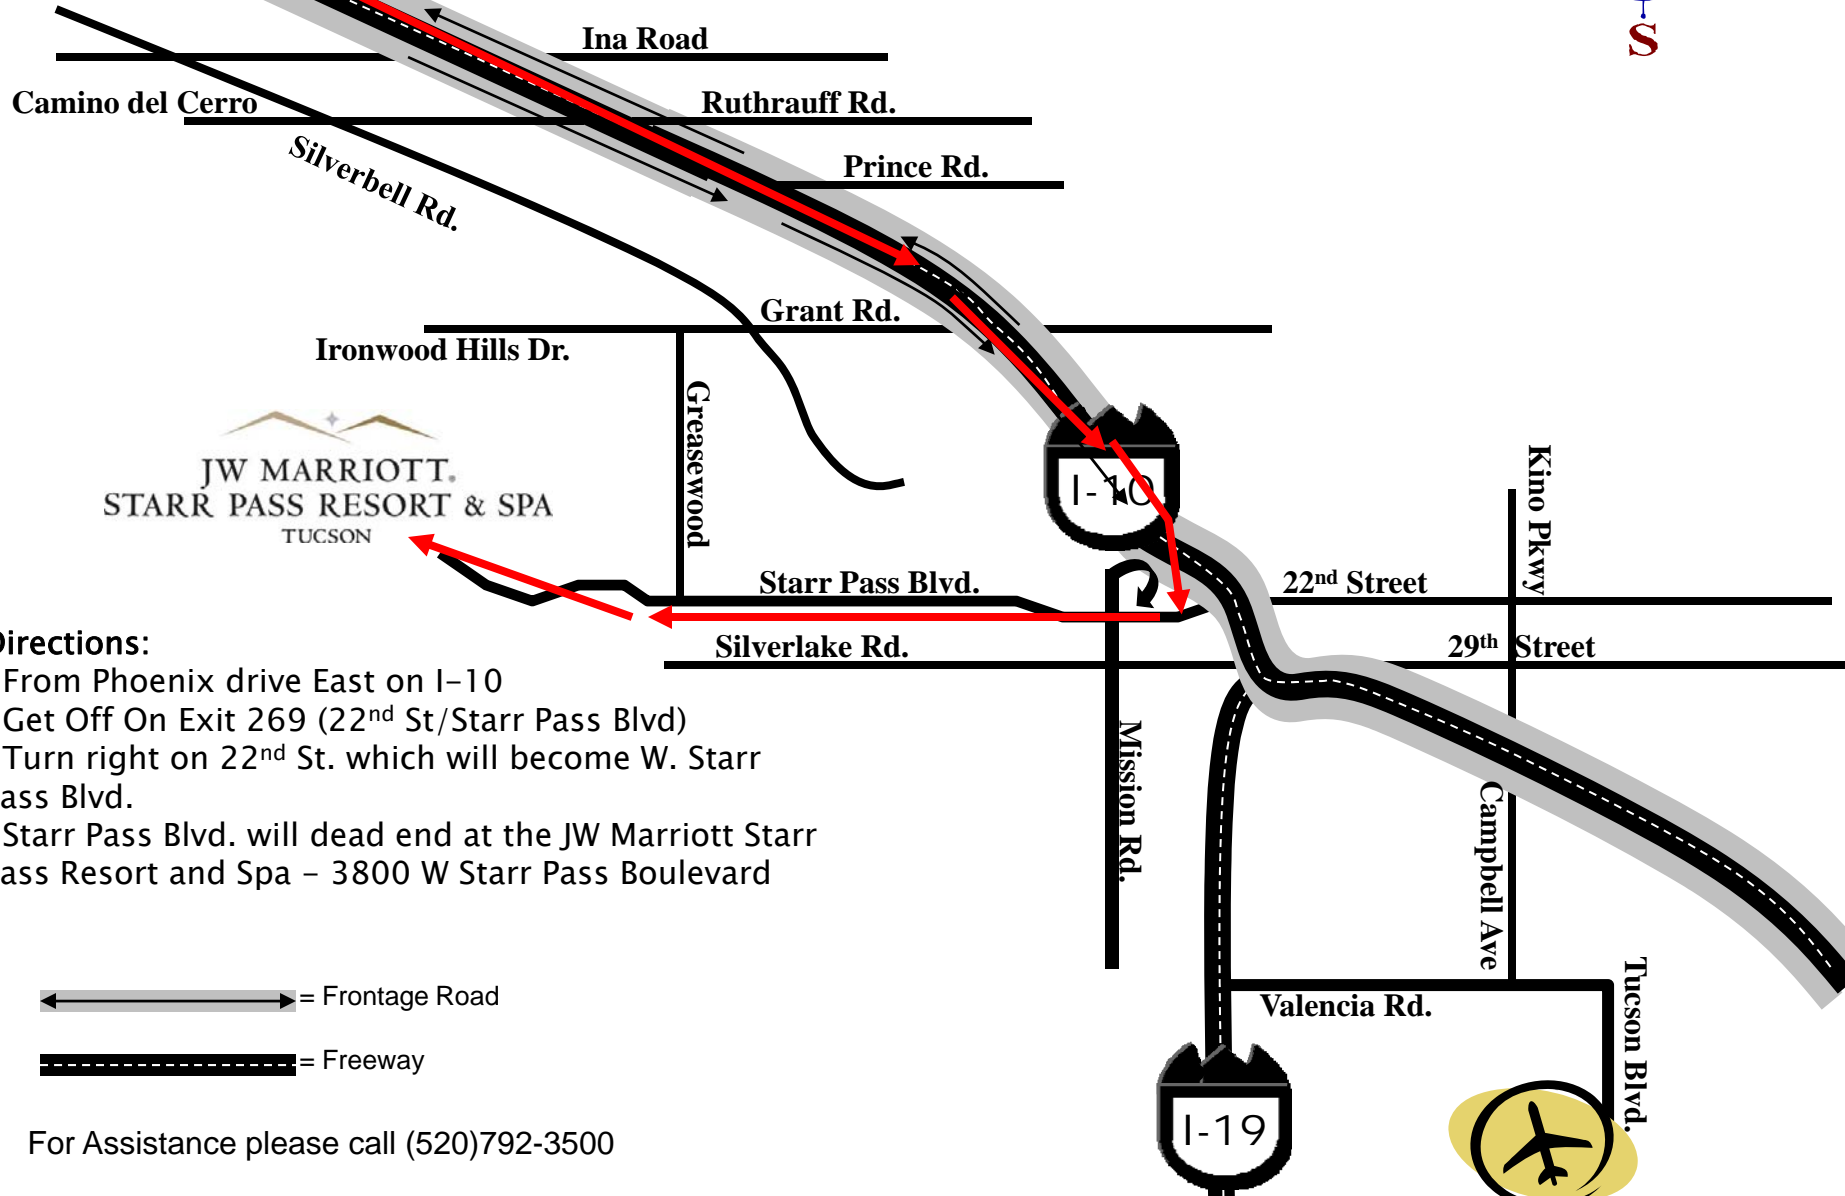 S
Ina Road
Camino del Cerro
Ruthrauff Rd.
Silverbell Rd.
Prince Rd.
Grant Rd.
Ironwood Hills Dr.
Greasewood
JW MARRIOTT.
STARR PASS RESORT & SPA
TUCSON
I-10
Kino Pkwy
Starr Pass Blvd.
22nd Street
Silverlake Rd.
29th Street
Directions:
From Phoenix drive East on I-10
Get Off On Exit 269 (22nd St/Starr Pass Blvd)
Turn right on 22nd St. which will become W. Starr
ass Blvd.
Starr Pass Blvd. will dead end at the JW Marriott Starr
ass Resort and Spa – 3800 W Starr Pass Boulevard
Mission Rd.
Campbell Ave
= Frontage Road
Valencia Rd.
Tucson Blvd.
= Freeway
I-19
For Assistance please call (520)792-3500